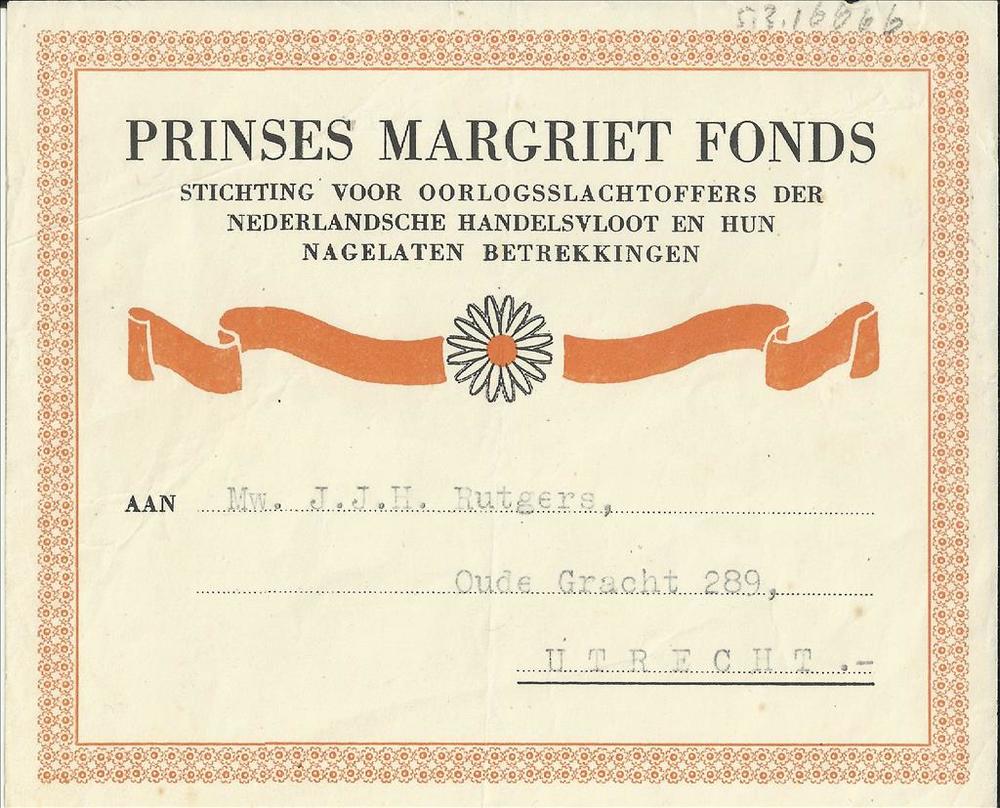 53.16666
PRINSES MARGRIET FONDS
STICHTING VOOR OORLOGSSLACHTOFFERS DER
NEDERLANDSCHE HANDELSVLOOT EN HUN
NAGELATEN BETREKKINGEN
AAN Mw. J.J.H. Rutgers,
Oude Gracht 289,
U T R E C H T .-